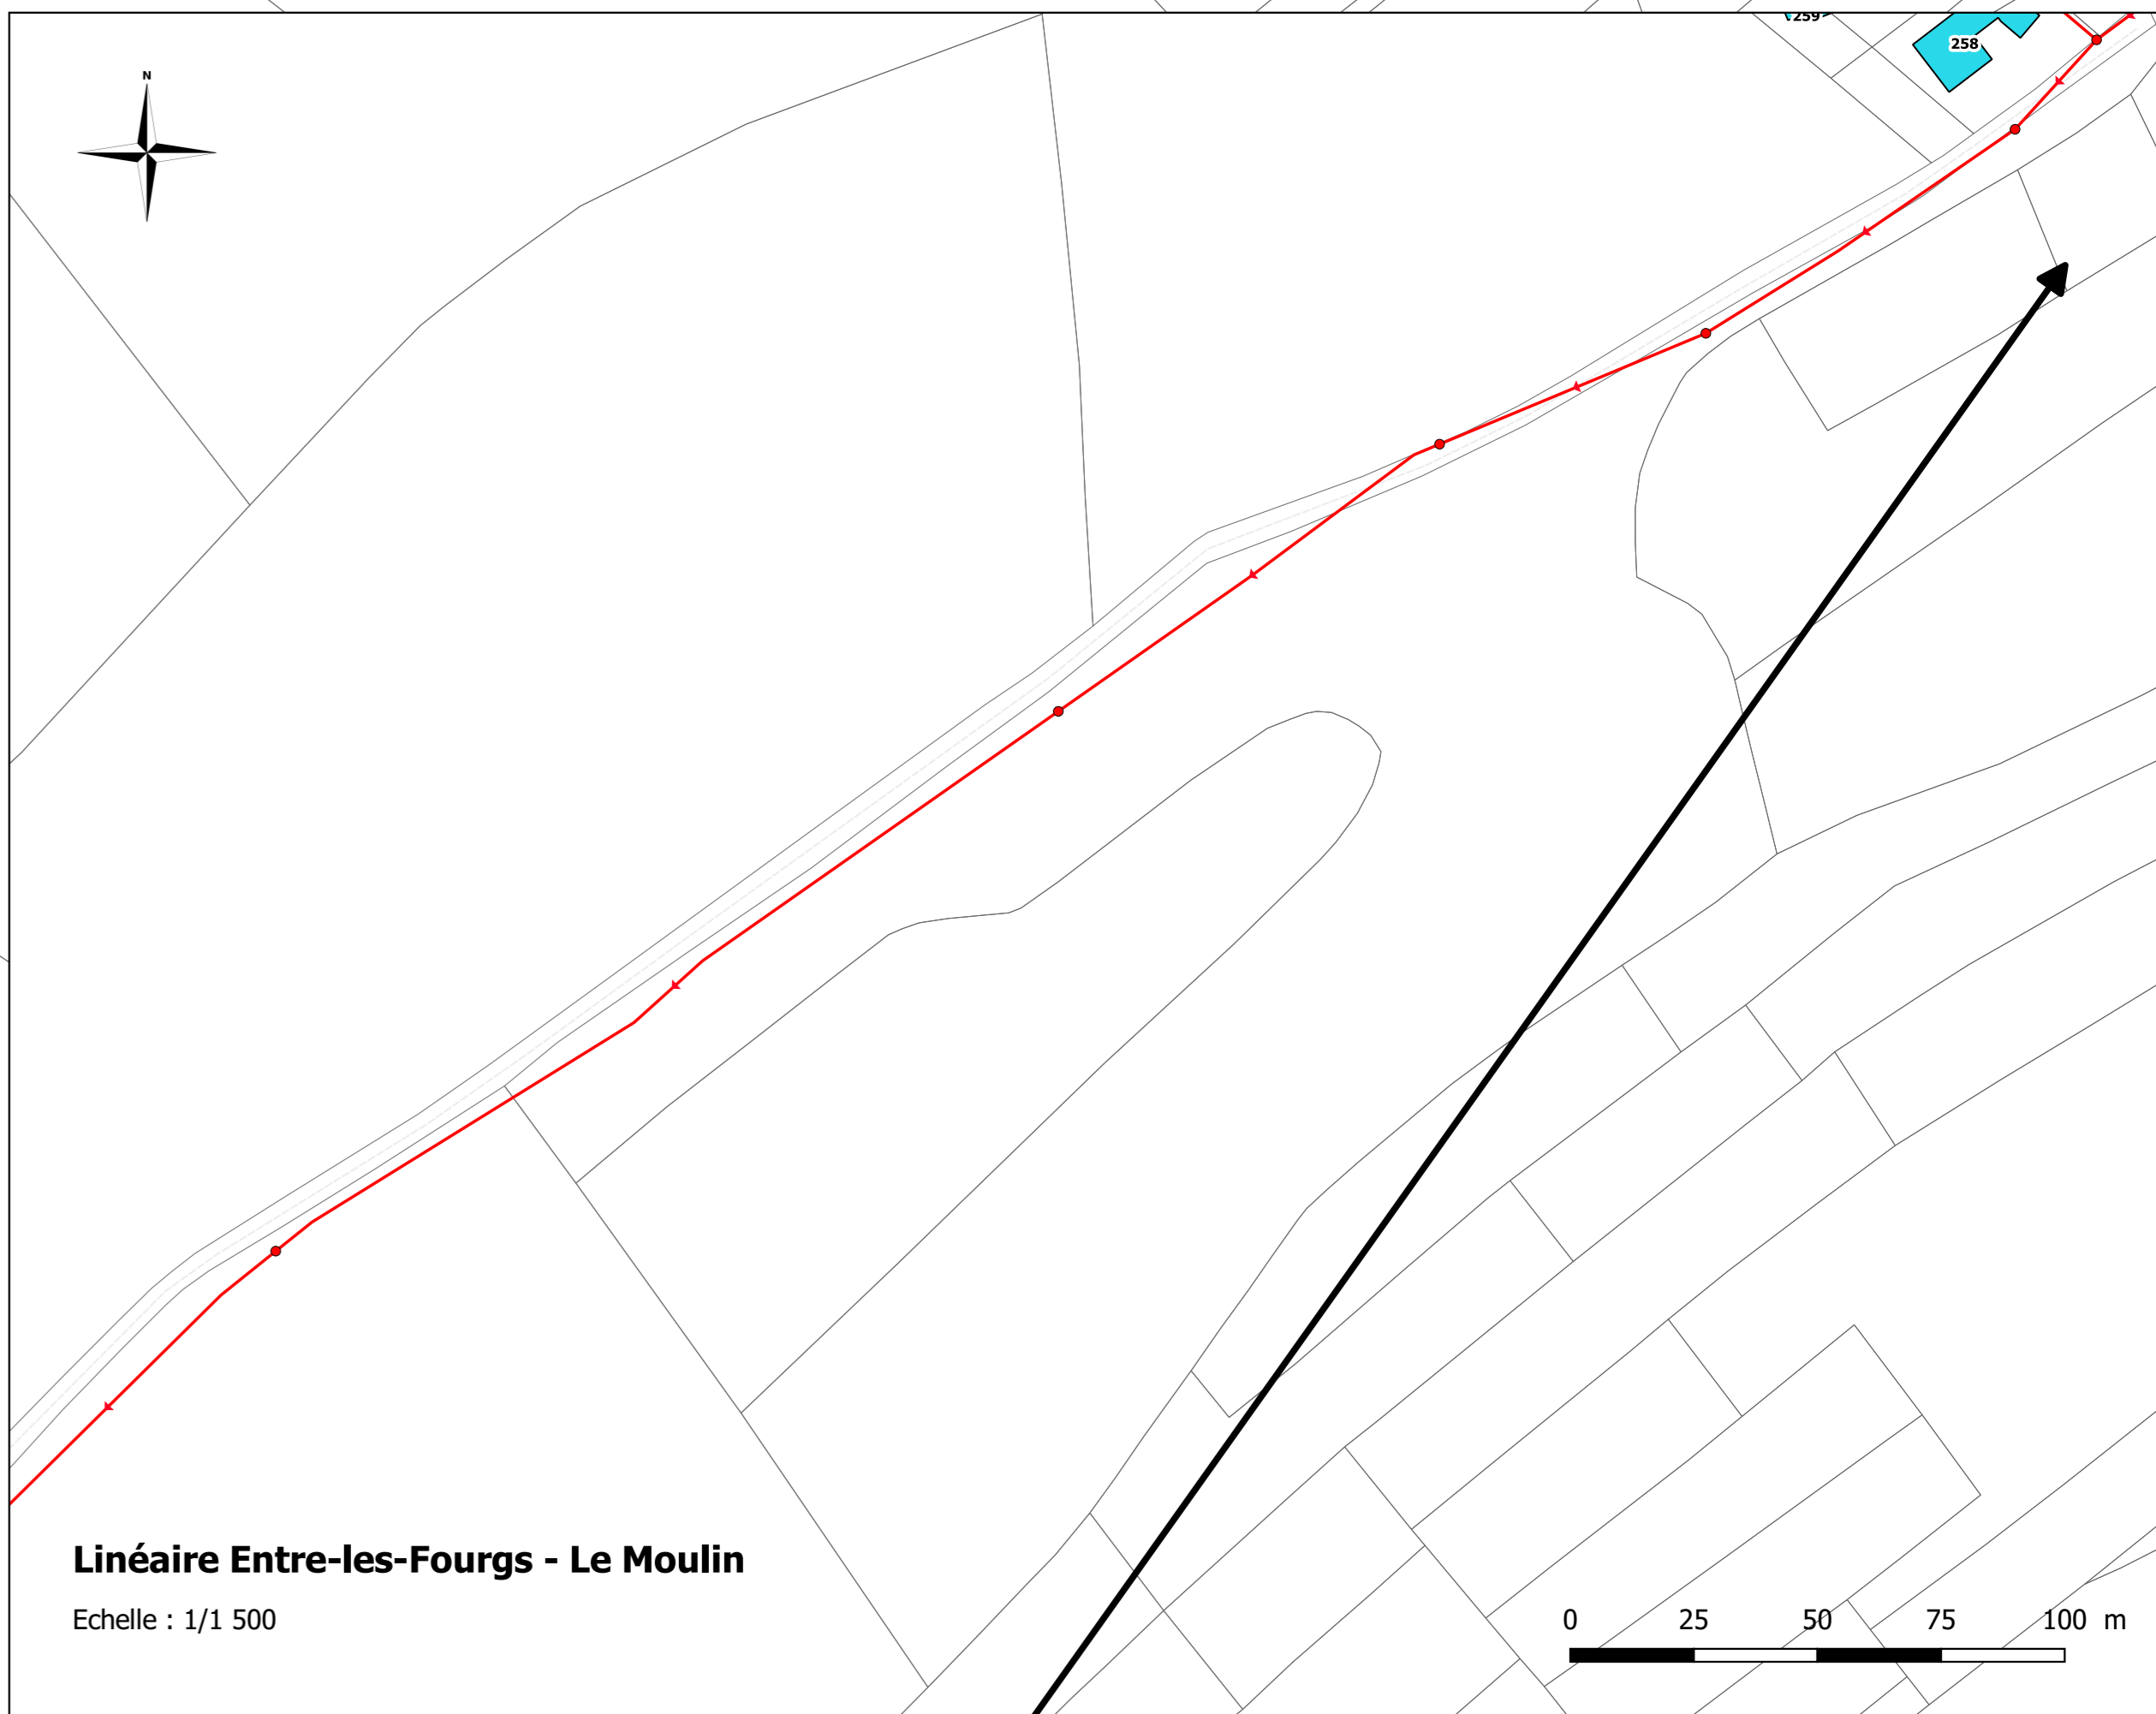 259
258
N
Linéaire Entre-les-Fourgs - Le Moulin
Echelle : 1/1 500
0 25 50 75 100 m